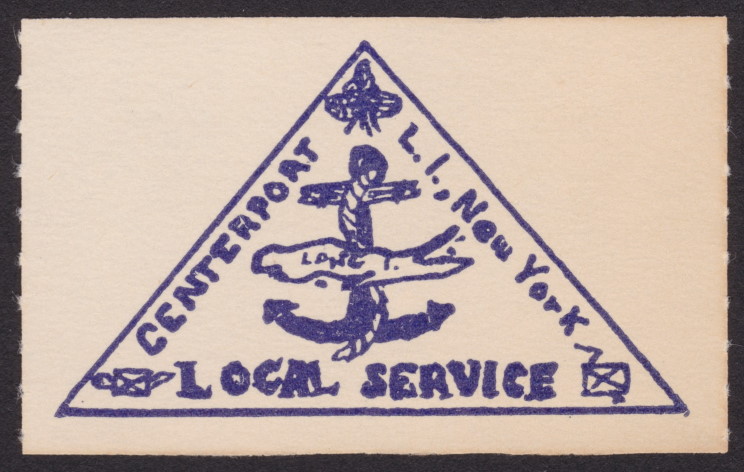 CENTERPORT
L.I., New York
LONG I.
LOCAL SERVICE